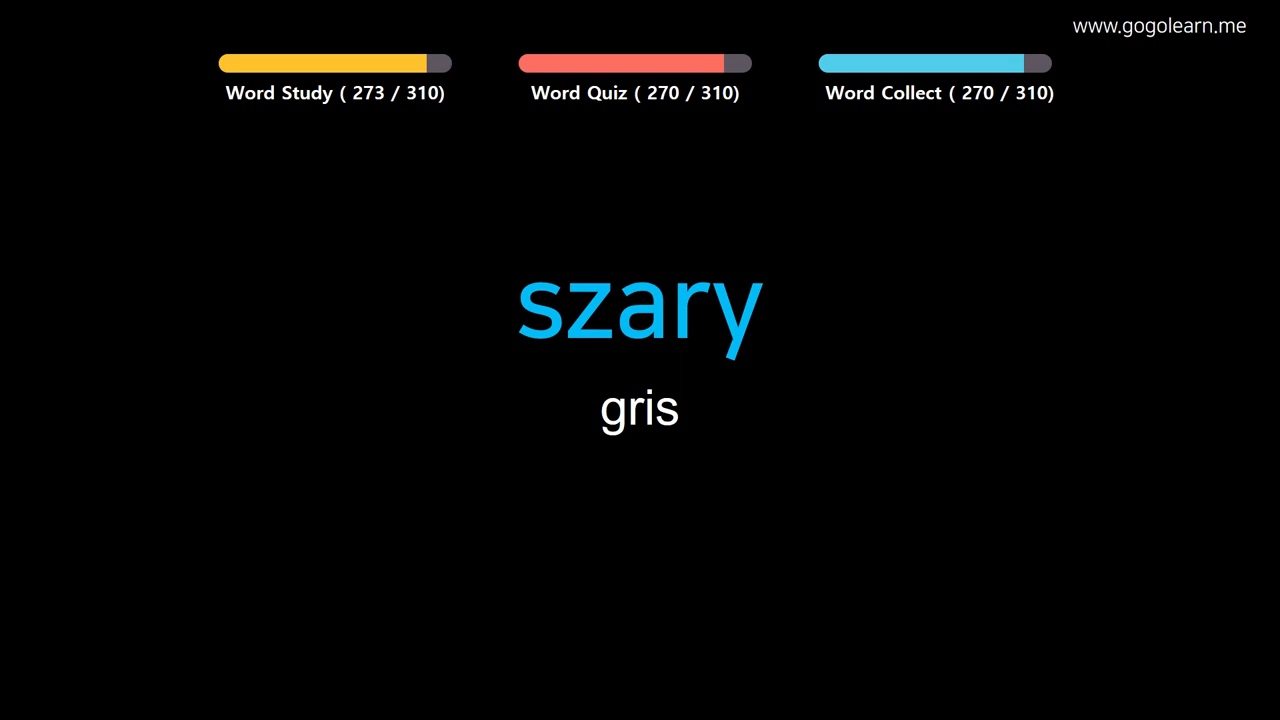 www.gogolearn.me
Word Study ( 273 / 310)
Word Quiz ( 270 / 310)
Word Collect ( 270 / 310)
szary
gris